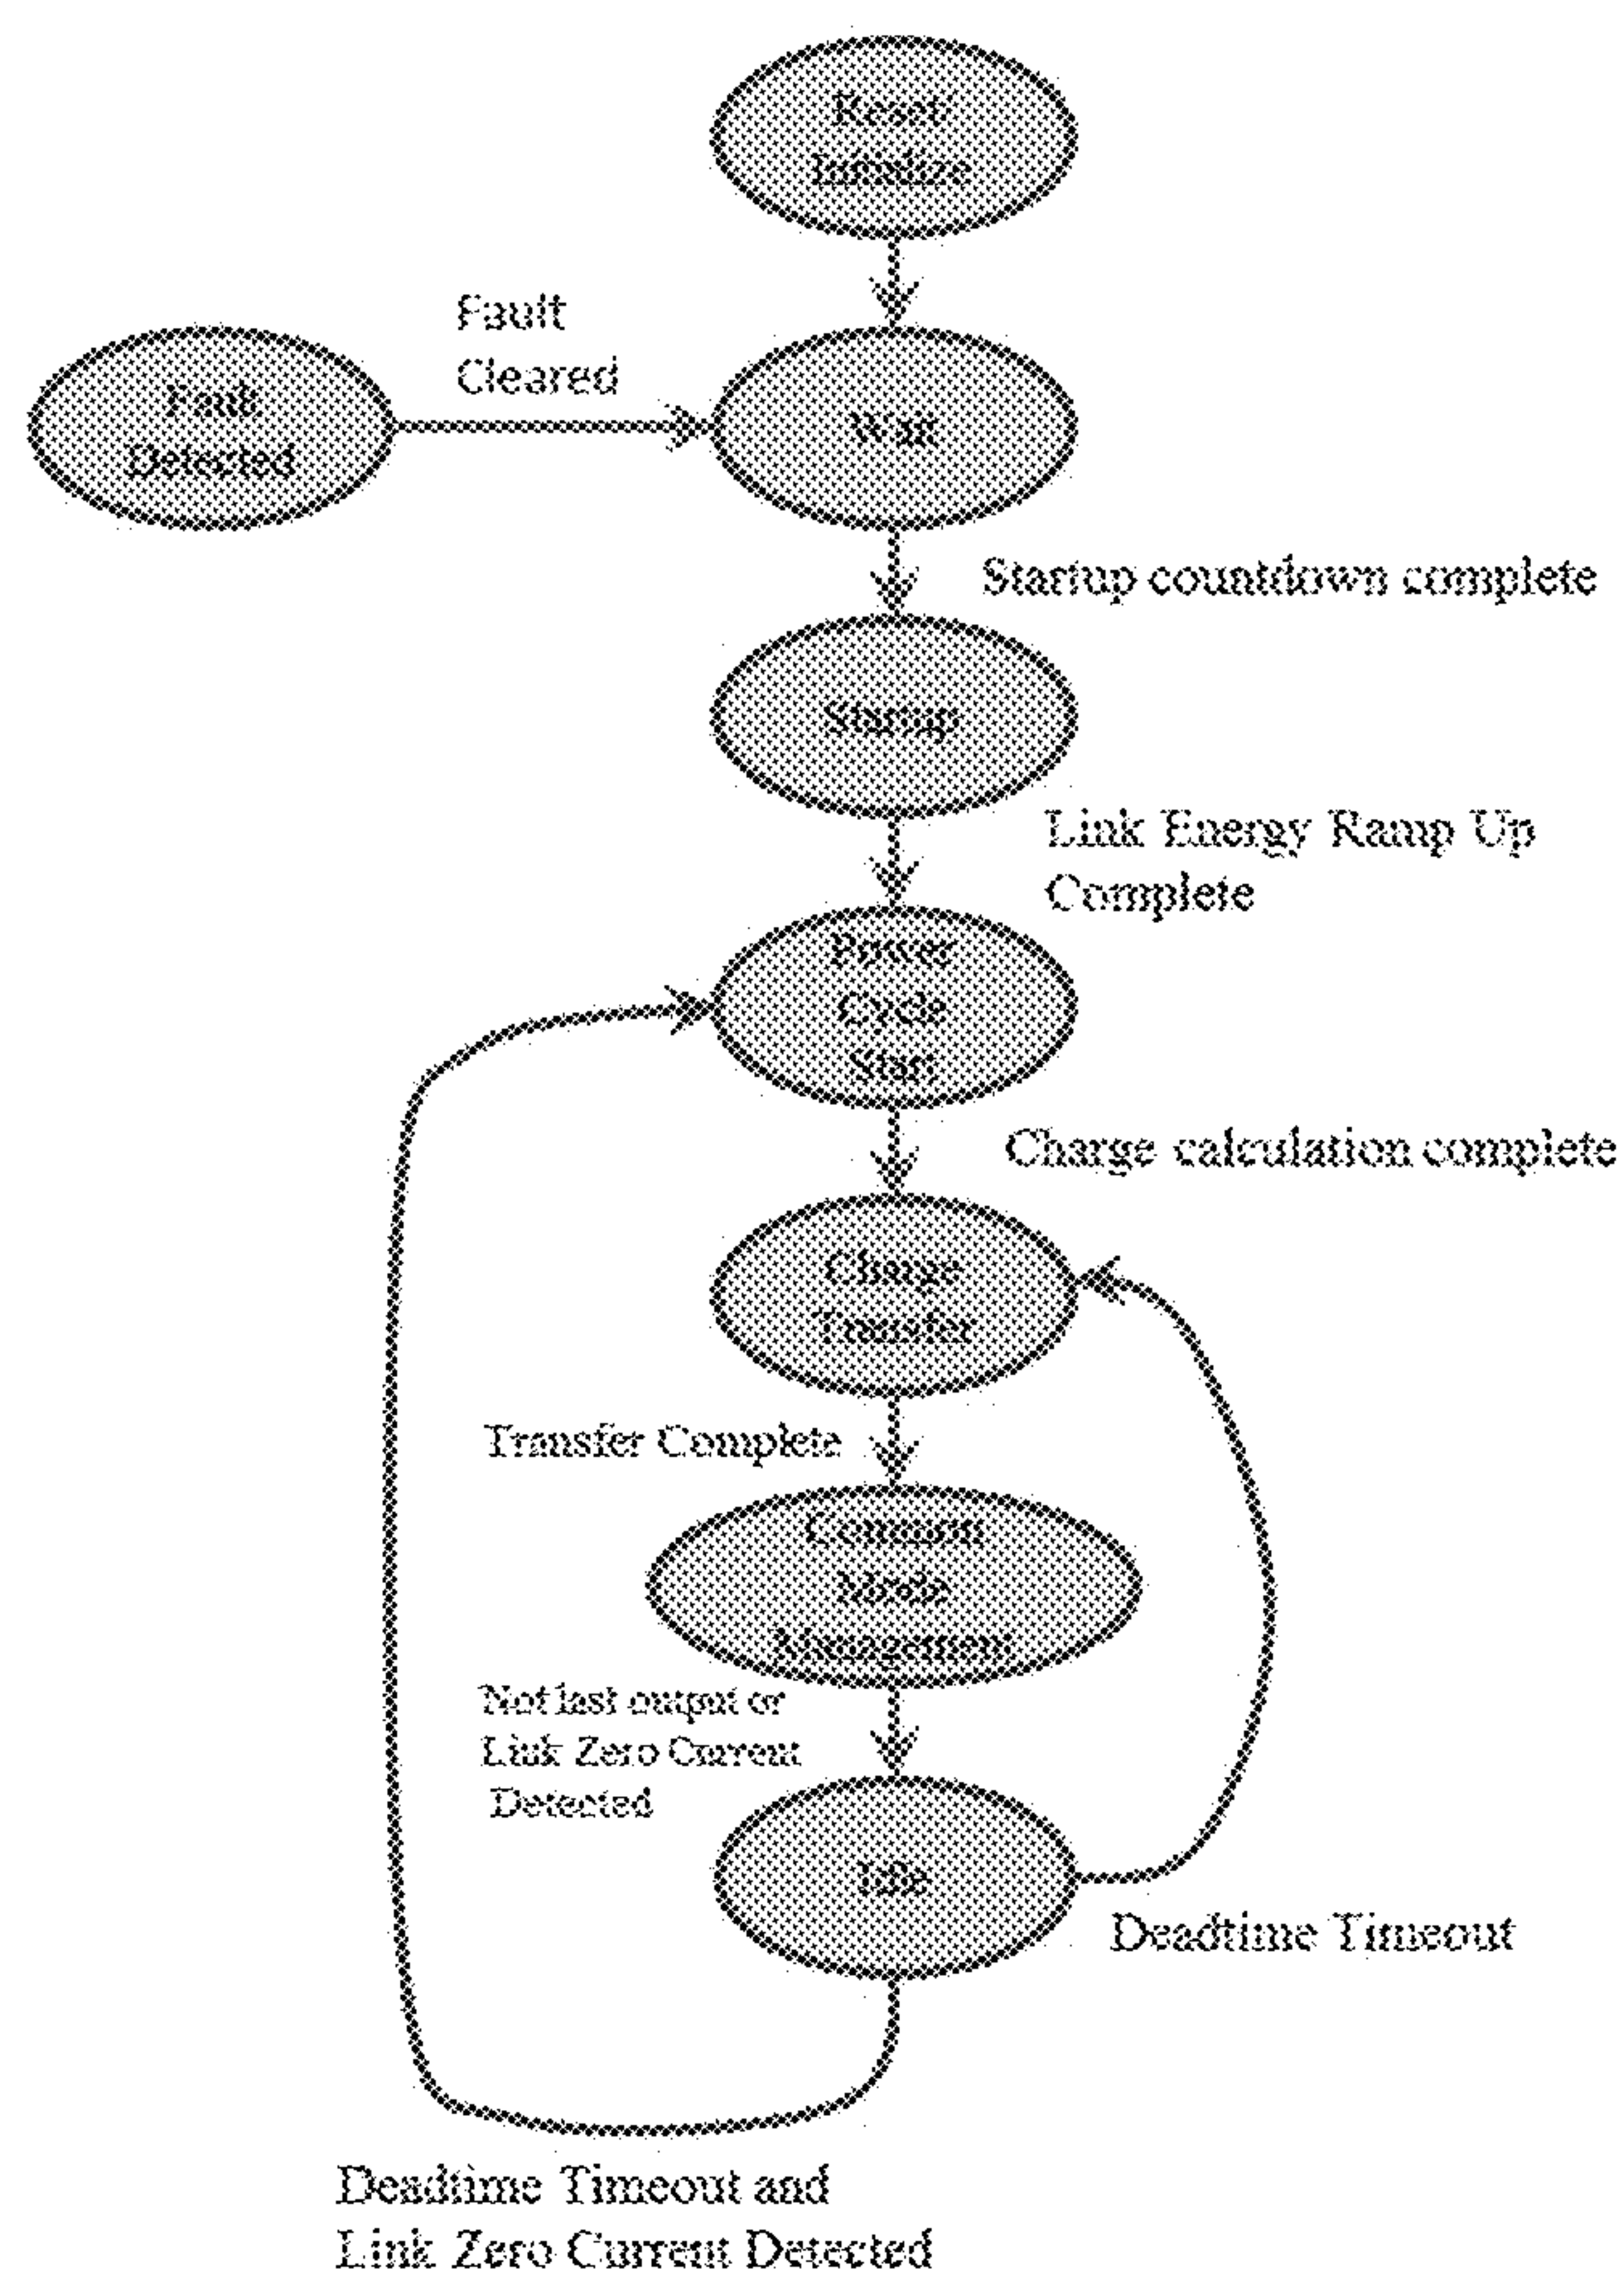 Reset
Initialize
Fault
Cleared
Fault
Detected
Wait
Startup countdown complete
Startup
Link Energy Ramp Up
Complete
Power
Cycle
Start
Charge calculation complete
Charge
Transfer
Transfer Complete
Common
Mode
Management
Not last output or
Link Zero Current
Detected
Idle
Deadtime Timeout
Deadtime Timeout and
Link Zero Current Detected